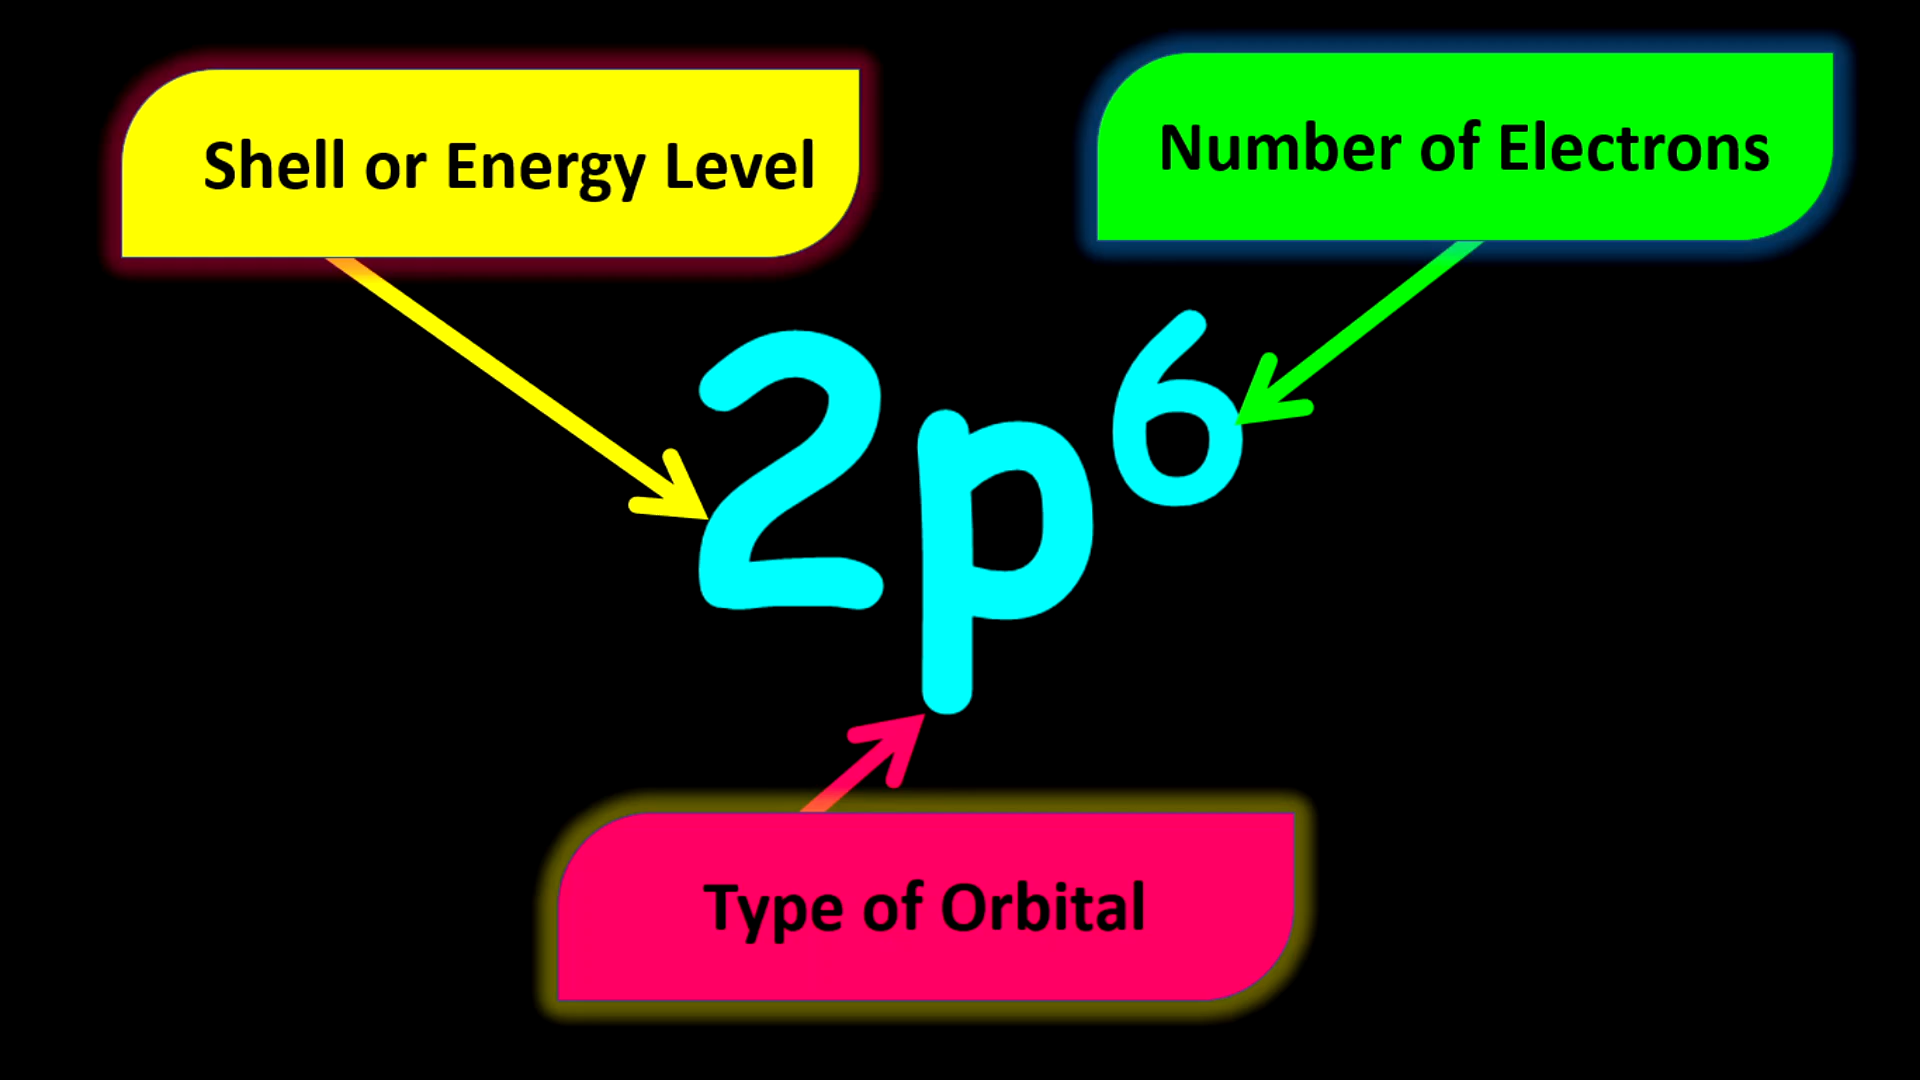 Shell or Energy Level
Number of Electrons
2p⁶
Type of Orbital